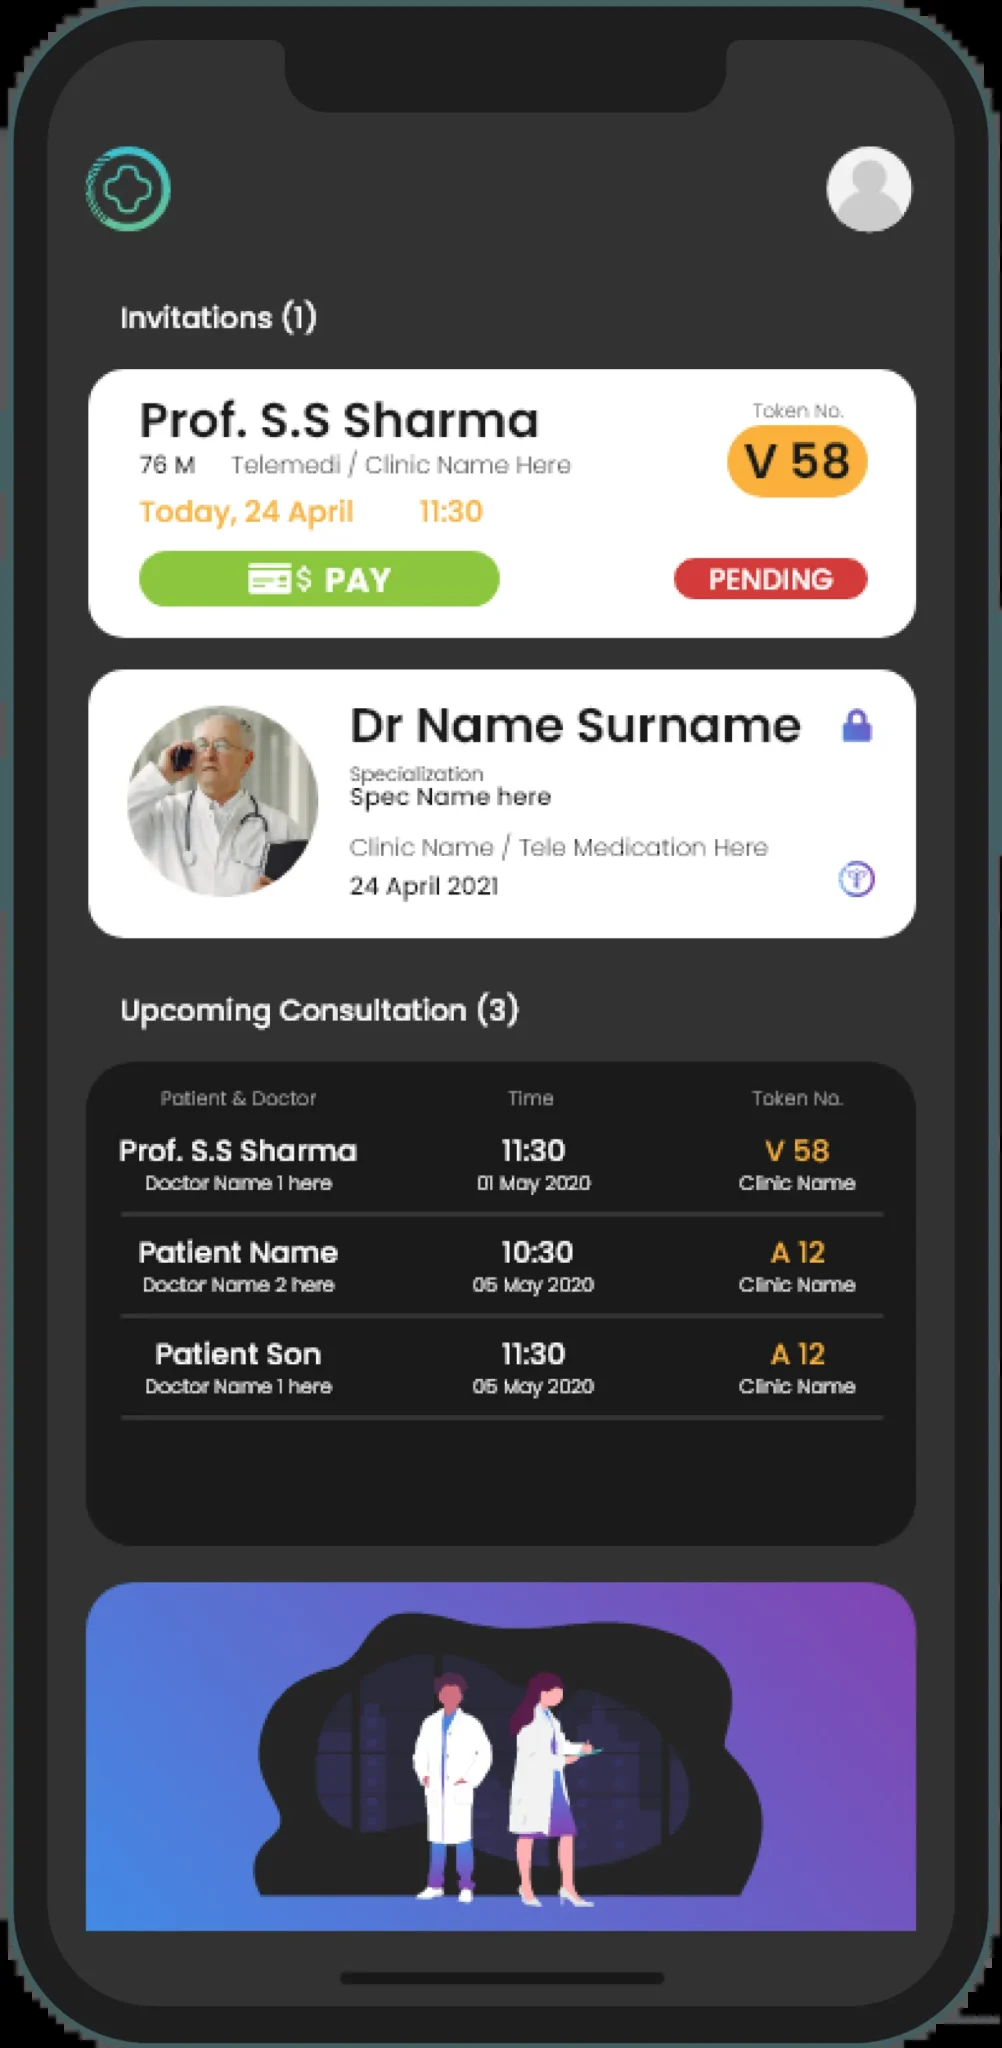 Invitations (1)
Prof. S.S Sharma
Token No.
76 M Telemedi / Clinic Name Here
V 58
Today, 24 April 11:30
$ PAY
PENDING
Dr Name Surname
Specialization
Spec Name here
Clinic Name / Tele Medication Here
24 April 2021
Upcoming Consultation (3)
Patient & Doctor Time Token No.
Prof. S.S Sharma 11:30 V 58
Doctor Name 1 here 01 May 2020 Clinic Name
Patient Name 10:30 A 12
Doctor Name 2 here 05 May 2020 Clinic Name
Patient Son 11:30 A 12
Doctor Name 1 here 05 May 2020 Clinic Name